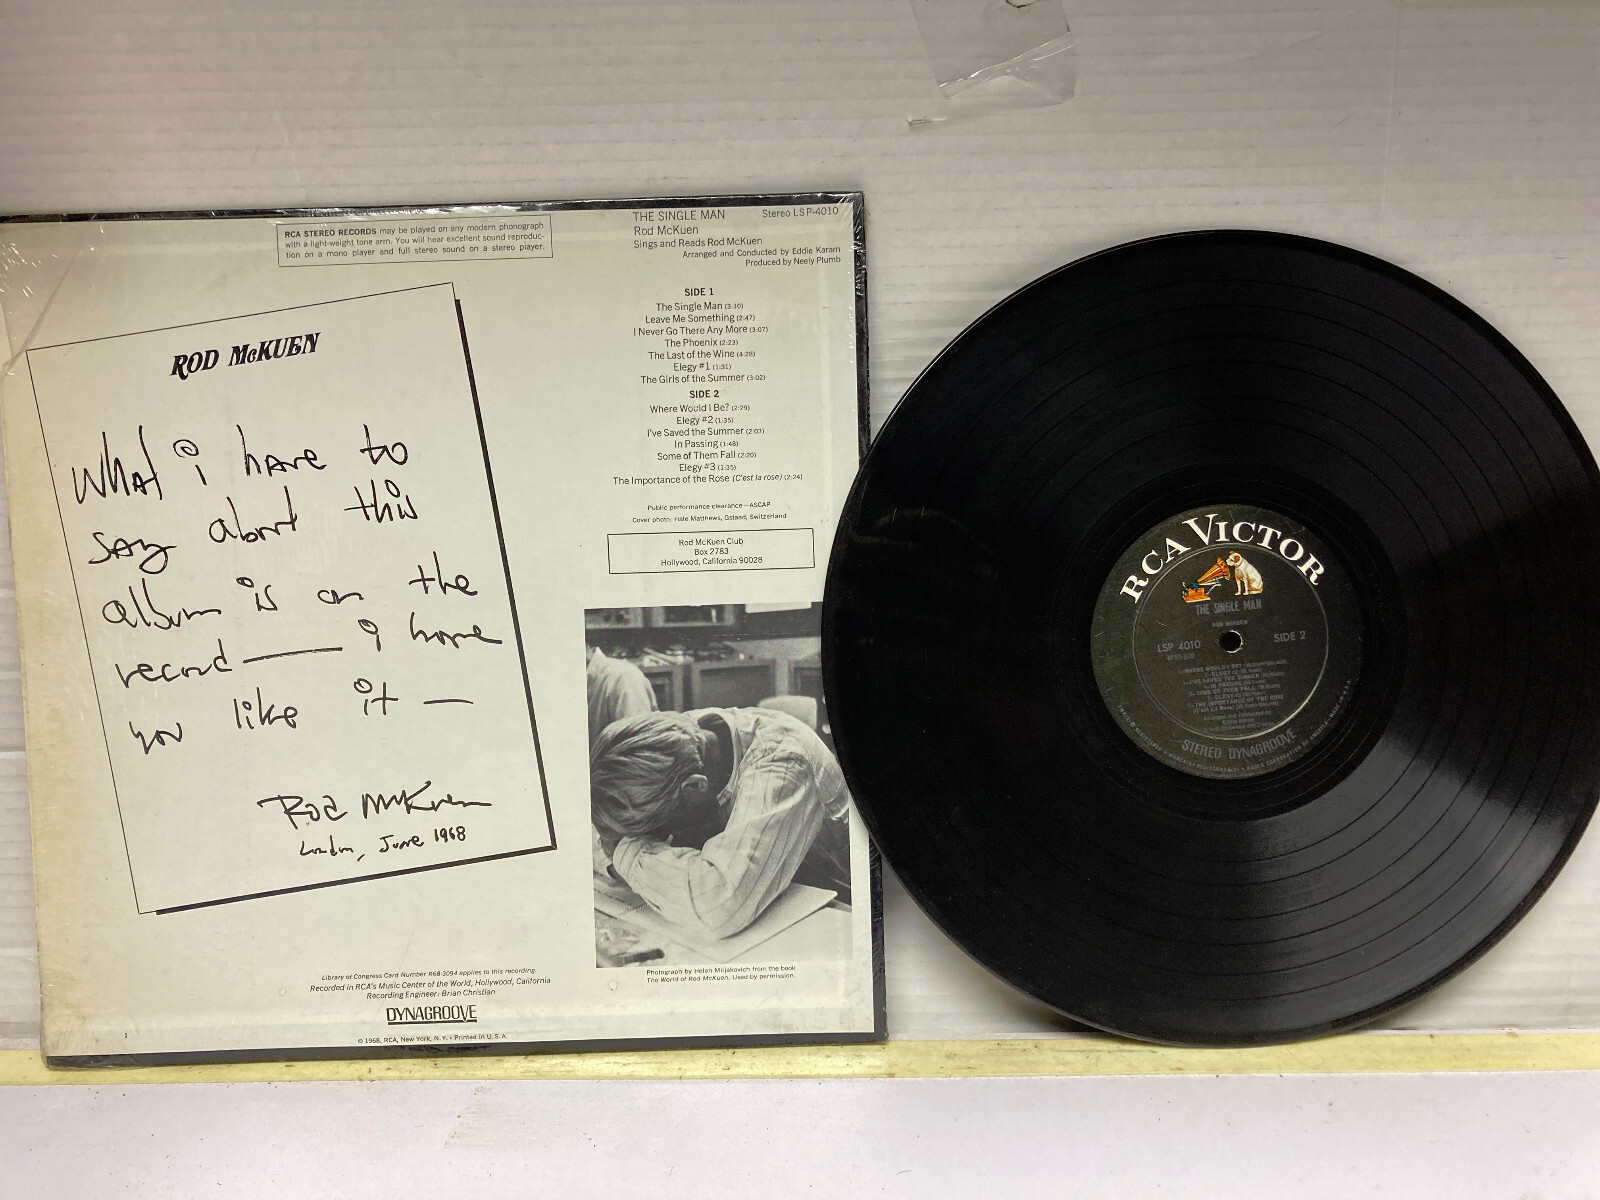 RCA STEREO RECORDS may be played on any modern phonograph
with a light-weight tone arm. You will hear excellent sound reproduc-
tion on a mono player and full stereo sound on a stereo player.
ROD McKUEN
What i have to
say about this
album is on the
record — I hope
you like it —
Rod McKuen
London, June 1968
Library of Congress Card Number R68-3094 applies to this recording.
Recorded in RCA's Music Center of the World, Hollywood, California
Recording Engineer: Brian Christian
DYNAGROOVE
© 1968, RCA, New York, N.Y. • Printed in U.S.A.
1
THE SINGLE MAN Stereo LSP-4010
Rod McKuen
Sings and Reads Rod McKuen
Arranged and Conducted by Eddie Karam
Produced by Neely Plumb
SIDE 1
The Single Man (3:10)
Leave Me Something (2:47)
I Never Go There Any More (3:07)
The Phoenix (2:23)
The Last of the Wine (4:28)
Elegy #1 (1:31)
The Girls of the Summer (3:02)
SIDE 2
Where Would I Be? (2:29)
Elegy #2 (1:35)
I've Saved the Summer (2:03)
In Passing (1:48)
Some of Them Fall (2:20)
Elegy #3 (1:35)
The Importance of the Rose (C'est la rose) (2:24)
Public performance clearance—ASCAP
Cover photo: Hale Matthews, Gstaad, Switzerland
Rod McKuen Club
Box 2783
Hollywood, California 90028
Photograph by Helen Miljakovich from the book
The World of Rod McKuen. Used by permission.
RCA VICTOR
THE SINGLE MAN
ROD McKUEN
LSP 4010 SIDE 2
STEREO DYNAGROOVE